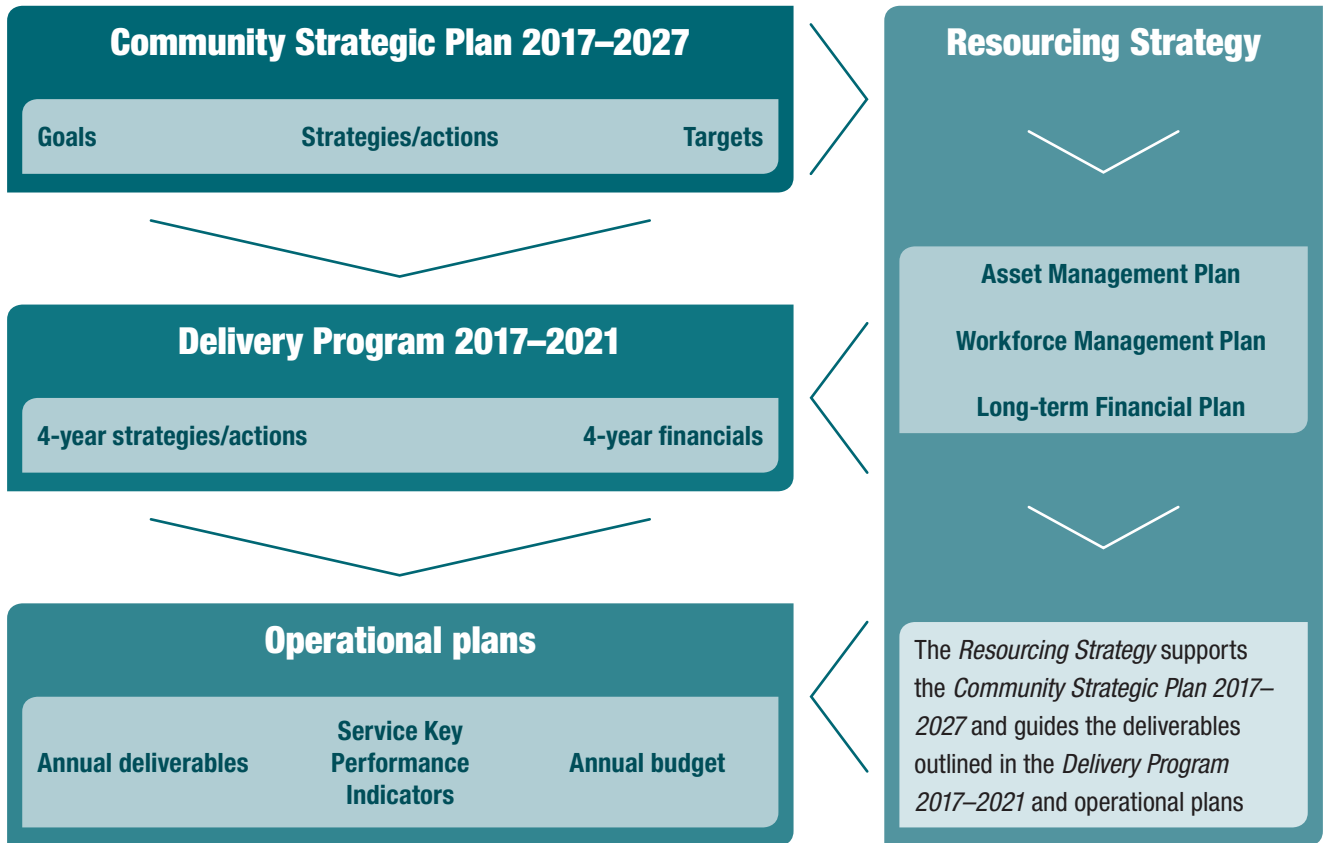 Community Strategic Plan 2017–2027
Goals
Strategies/actions
Targets
Delivery Program 2017–2021
4-year strategies/actions
4-year financials
Operational plans
Annual deliverables
Service Key
Performance
Indicators
Annual budget
Resourcing Strategy
Asset Management Plan
Workforce Management Plan
Long-term Financial Plan
The Resourcing Strategy supports
the Community Strategic Plan 2017–
2027 and guides the deliverables
outlined in the Delivery Program
2017–2021 and operational plans